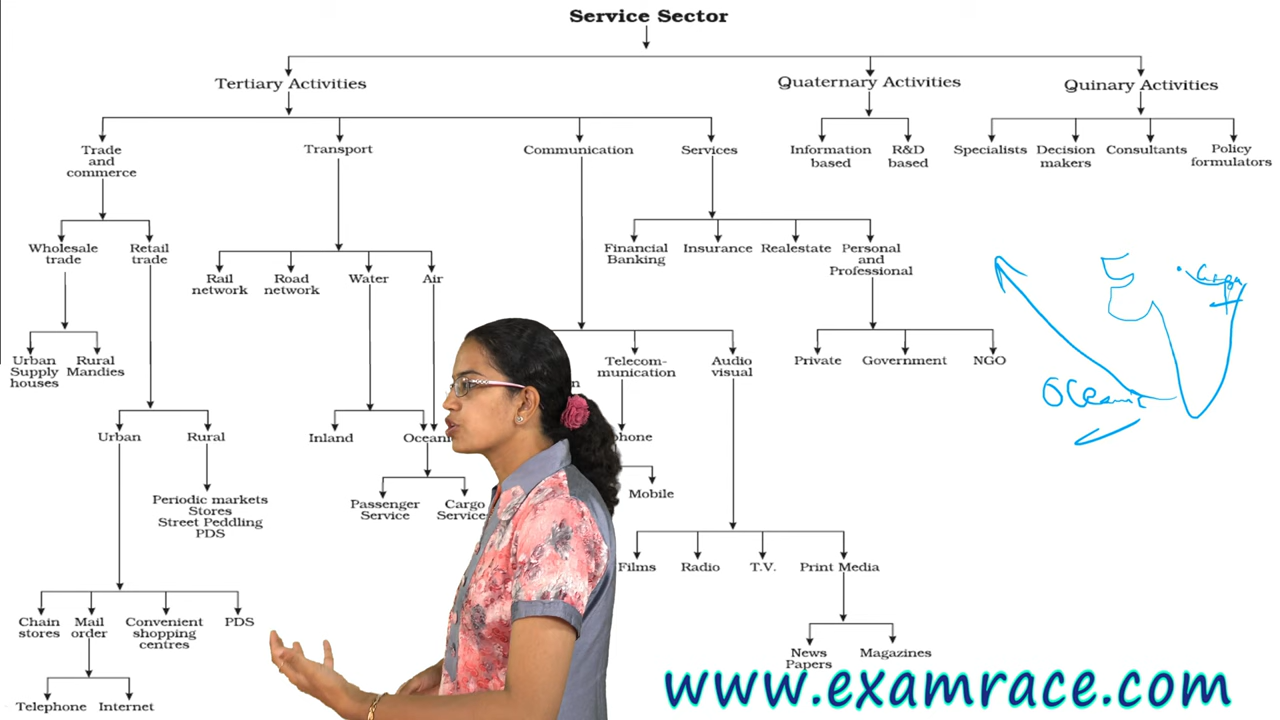 Service Sector
Tertiary Activities
Quaternary Activities
Quinary Activities
Trade
and
commerce
Transport
Communication
Services
Information
based
R&D
based
Specialists
Decision
makers
Consultants
Policy
formulators
Wholesale
trade
Retail
trade
Rail
network
Road
network
Water
Air
Financial
Banking
Insurance
Realestate
Personal
and
Professional
Urban
Supply
houses
Rural
Mandies
Telecom-
munication
Audio
visual
Private
Government
NGO
Oceanic
Urban
Rural
Inland
Periodic markets
Stores
Street Peddling
PDS
Passenger
Service
Cargo
Services
Mobile
Films
Radio
T.V.
Print Media
Chain
stores
Mail
order
Convenient
shopping
centres
PDS
News
Papers
Magazines
Telephone
Internet
www.examrace.com